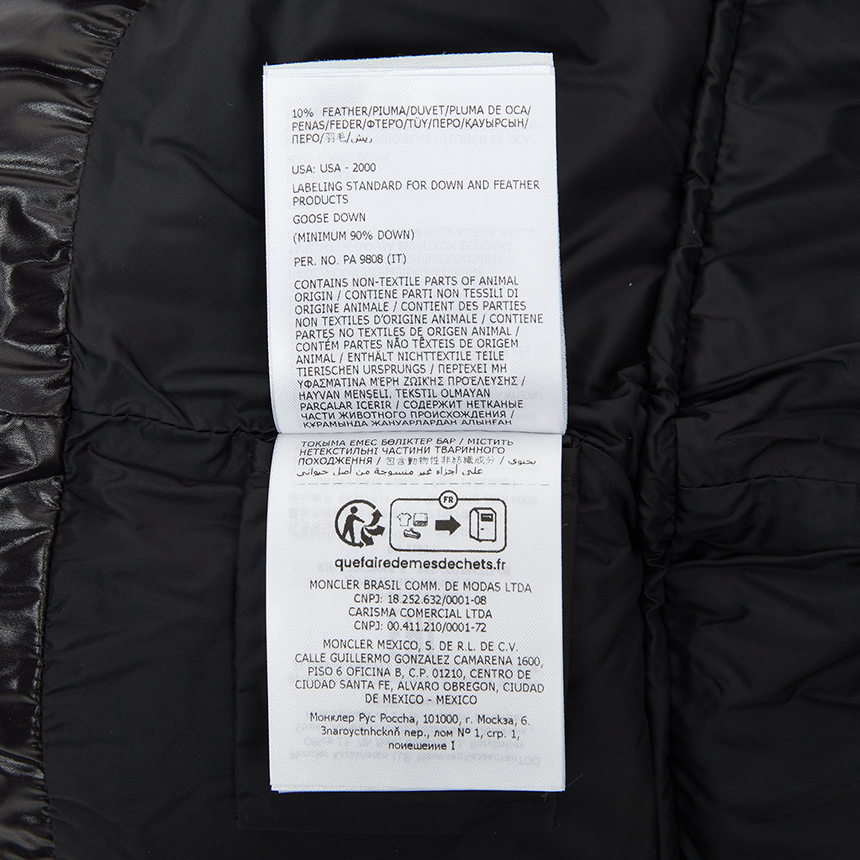 10% FEATHER/PIUMA/DUVET/PLUMA DE OCA/
PENAS/FEDER/ΦΤΕΡΟ/TÜY/ПЕРО/ҚАУЫРСЫН/
ПЕРО/羽毛/ريش
USA: USA - 2000
LABELING STANDARD FOR DOWN AND FEATHER
PRODUCTS
GOOSE DOWN
(MINIMUM 90% DOWN)
PER. NO. PA 9808 (IT)
CONTAINS NON-TEXTILE PARTS OF ANIMAL
ORIGIN / CONTIENE PARTI NON TESSILI DI
ORIGINE ANIMALE / CONTIENT DES PARTIES
NON TEXTILES D'ORIGINE ANIMALE / CONTIENE
PARTES NO TEXTILES DE ORIGEN ANIMAL /
CONTÊM PARTES NÃO TÊXTEIS DE ORIGEM
ANIMAL / ENTHÄLT NICHTTEXTILE TEILE
TIERISCHEN URSPRUNGS / ΠΕΡΙΕΧΕΙ ΜΗ
ΥΦΑΣΜΑΤΙΝΑ ΜΈΡΗ ΖΩΪΚΉΣ ΠΡΟΈΛΕΥΣΗΣ /
HAYVAN MENSELI, TEKSTIL OLMAYAN
PARÇALAR IÇERIR / СОДЕРЖИТ НЕТКАНЫЕ
ЧАСТИ ЖИВОТНОГО ПРОИСХОЖДЕНИЯ /
ҚҰРАМЫНДА ЖАНУАРЛАРДАН АЛЫНҒАН
ТОҚЫМА ЕМЕС БӨЛІКТЕР БАР / МІСТИТЬ
НЕТЕКСТИЛЬНІ ЧАСТИНИ ТВАРИННОГО
ПОХОДЖЕННЯ / 包含動物性非紡織成分 / يحتوي
على أجزاء غير منسوجة من أصل حيواني
FR
quefairedemesdechets.fr
MONCLER BRASIL COMM. DE MODAS LTDA
CNPJ: 18.252.632/0001-08
CARISMA COMERCIAL LTDA
CNPJ: 00.411.210/0001-72
MONCLER MEXICO, S. DE R.L. DE C.V.
CALLE GUILLERMO GONZALEZ CAMARENA 1600,
PISO 6 OFICINA B, C.P. 01210, CENTRO DE
CIUDAD SANTA FE, ALVARO OBREGON, CIUDAD
DE MEXICO - MEXICO
Монклер Рус Россна, 101000, г. Москва, 6.
пер., лом № 1, стр. 1,